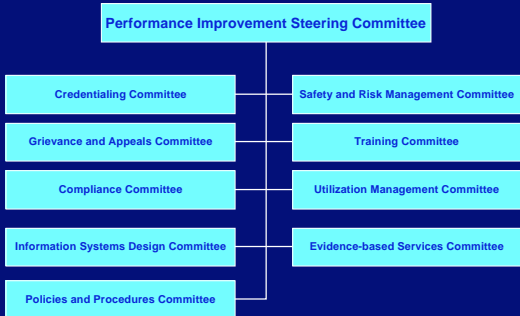 Performance Improvement Steering Committee
Credentialing Committee
Safety and Risk Management Committee
Grievance and Appeals Committee
Training Committee
Compliance Committee
Utilization Management Committee
Information Systems Design Committee
Evidence-based Services Committee
Policies and Procedures Committee